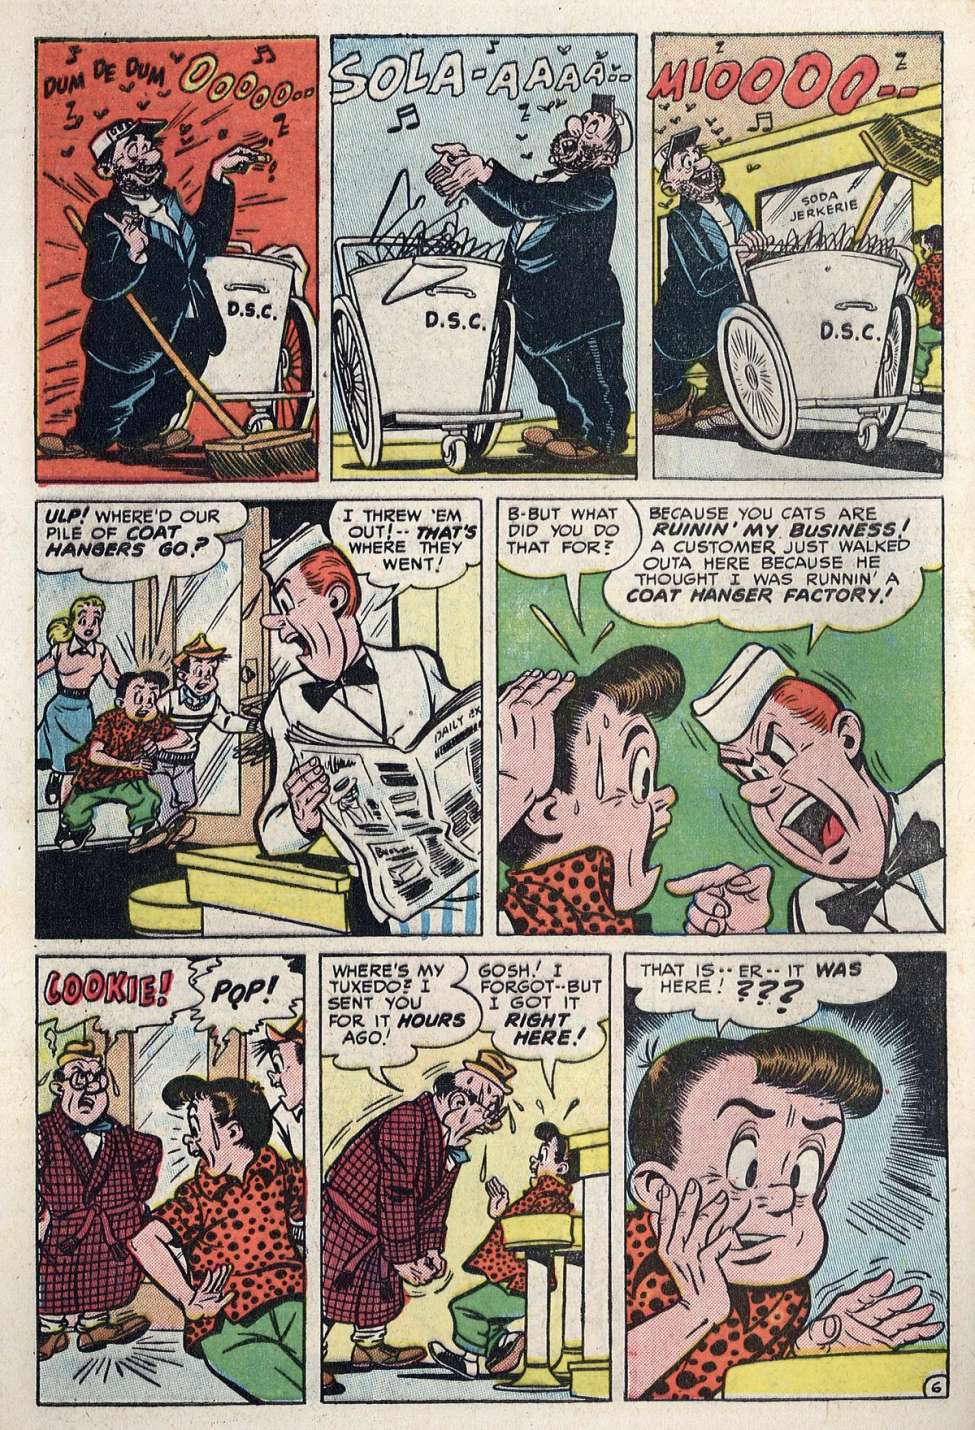 DUM DE DUM OOOOOO--
D.S.C.
SOLA-AAAA--
D.S.C.
MIOOOO--
SODA
JERKERIE
D.S.C.
ULP! WHERE'D OUR
PILE OF COAT
HANGERS GO?
I THREW 'EM
OUT!-- THAT'S
WHERE THEY
WENT!
DAILY EX
B-BUT WHAT
DID YOU DO
THAT FOR?
BECAUSE YOU CATS ARE
RUININ' MY BUSINESS!
A CUSTOMER JUST WALKED
OUTA HERE BECAUSE HE
THOUGHT I WAS RUNNIN' A
COAT HANGER FACTORY!
LOOKIE!
POP!
WHERE'S MY
TUXEDO? I
SENT YOU
FOR IT HOURS
AGO!
GOSH! I
FORGOT--BUT
I GOT IT
RIGHT
HERE!
THAT IS-- ER-- IT WAS
HERE! ???
6